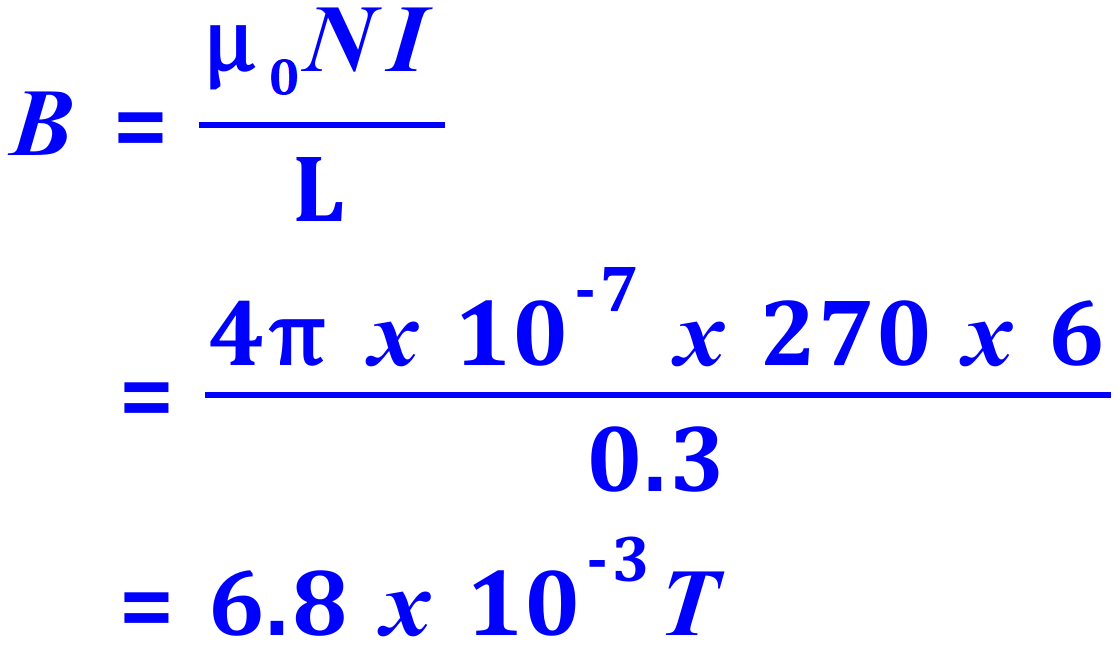 B = μ₀NI / L
= 4π x 10⁻⁷ x 270 x 6 / 0.3
= 6.8 x 10⁻³ T